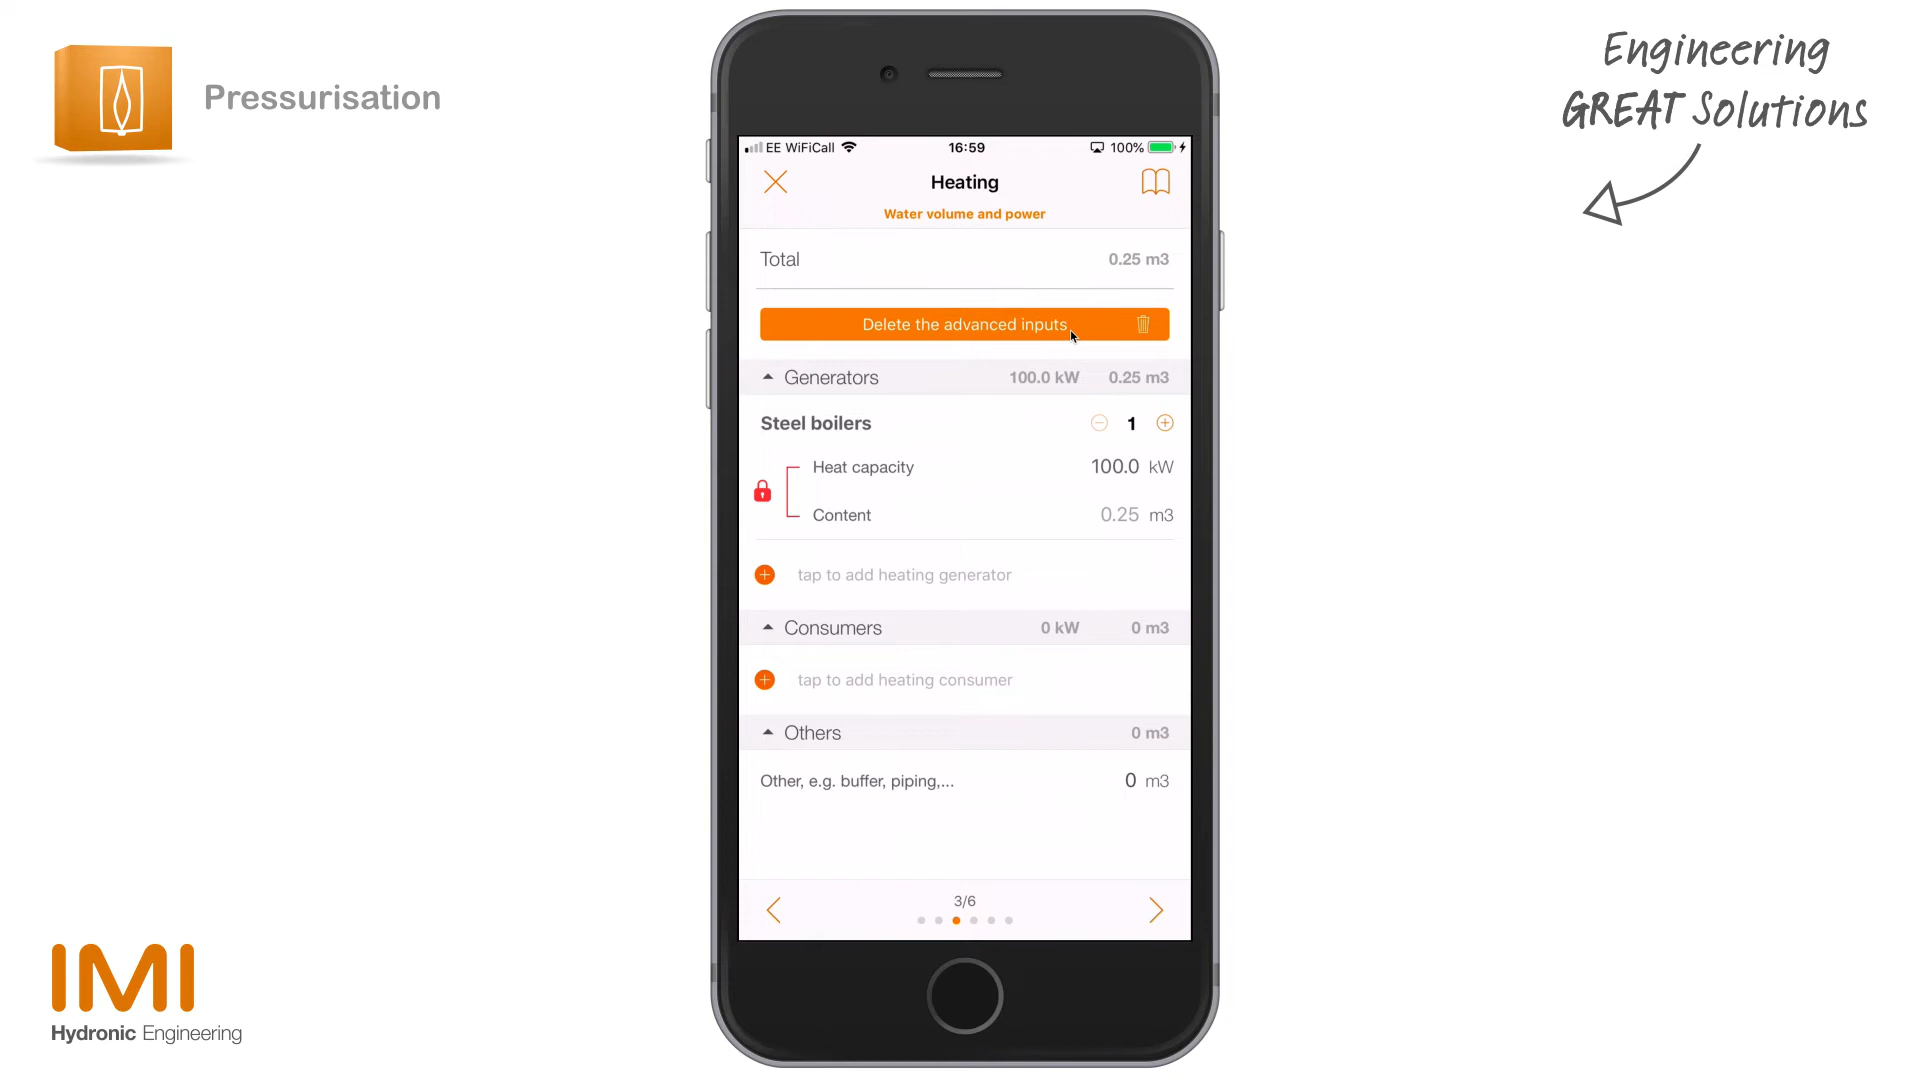 Pressurisation
Engineering
GREAT Solutions
EE WiFiCall 16:59 100%
Heating
Water volume and power
Total 0.25 m3
Delete the advanced inputs
Generators 100.0 kW 0.25 m3
Steel boilers 1
Heat capacity 100.0 kW
Content 0.25 m3
tap to add heating generator
Consumers 0 kW 0 m3
tap to add heating consumer
Others 0 m3
Other, e.g. buffer, piping,... 0 m3
3/6
IMI
Hydronic Engineering